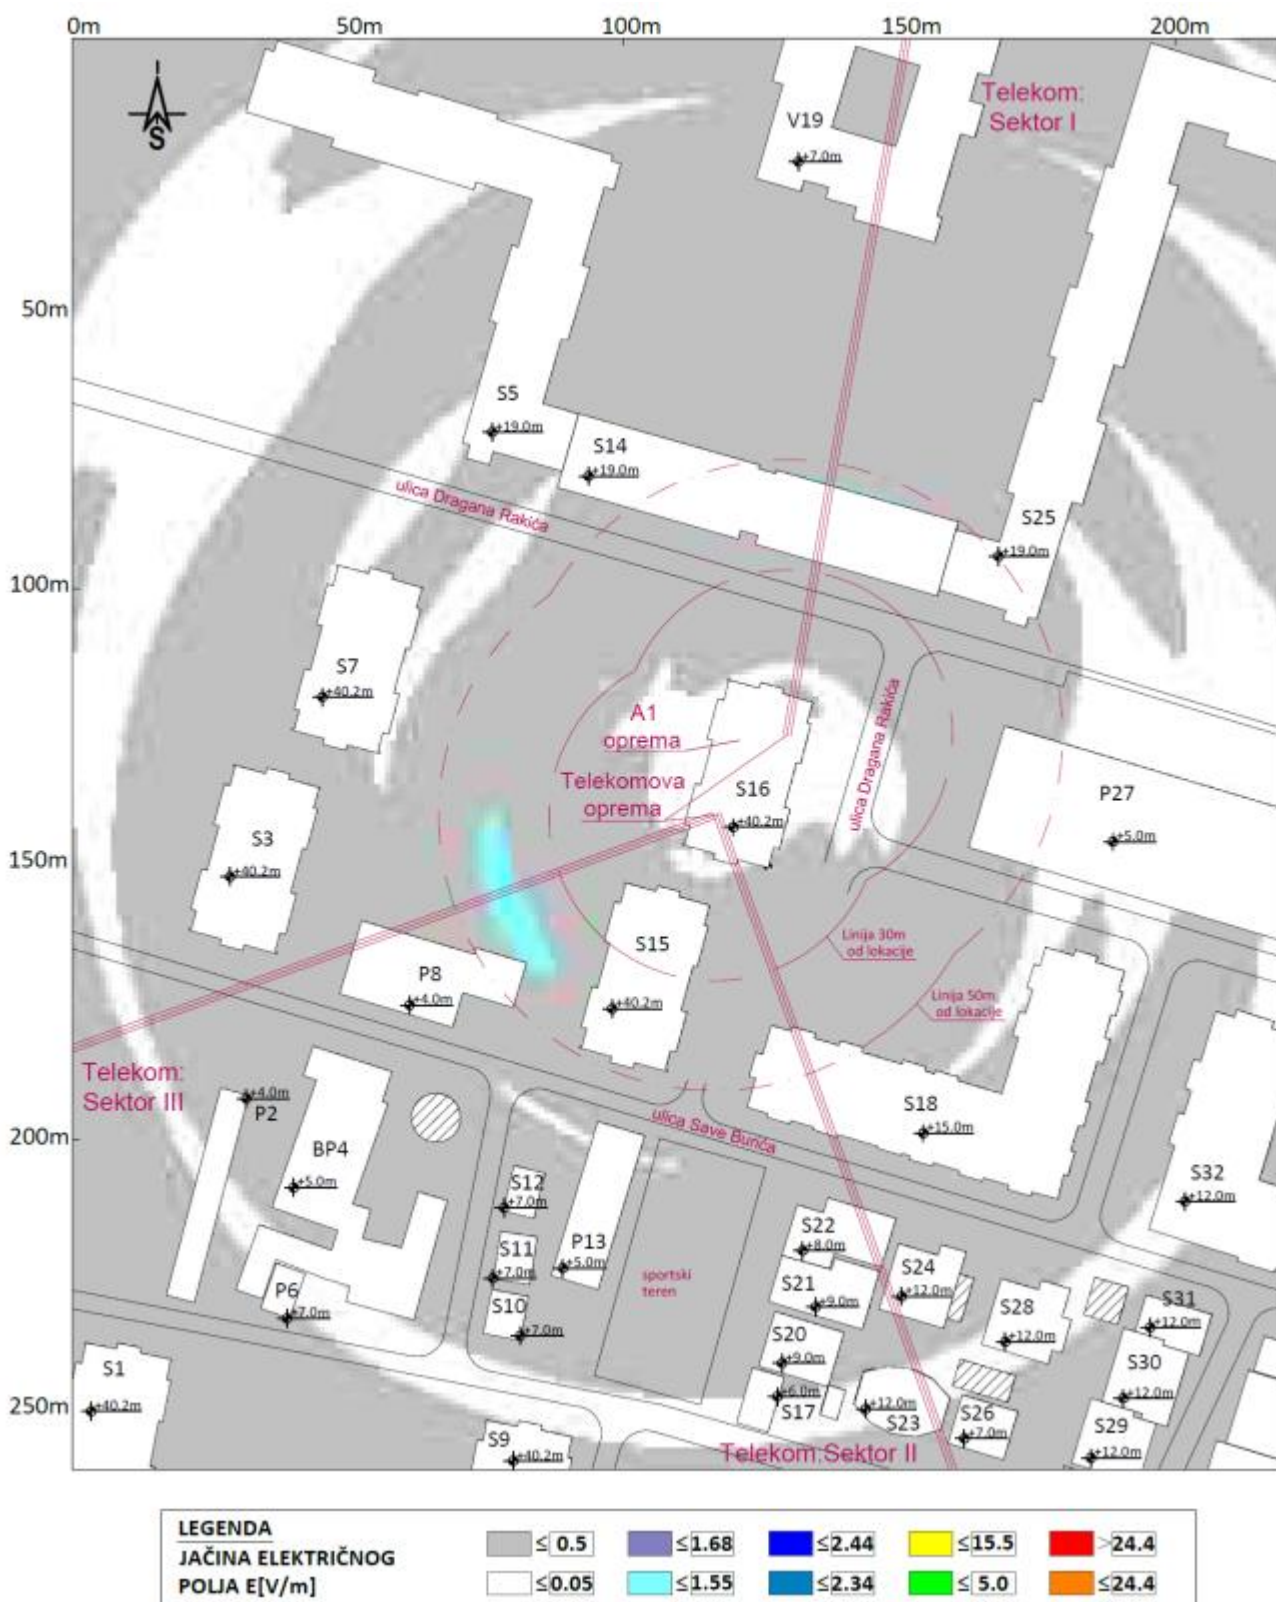 0m 50m 100m 150m 200m
S
Telekom:
Sektor I
V19
+7.0m
50m
S5
+19.0m
S14
+19.0m
ulica Dragana Rakića
S25
+19.0m
100m
S7
+40.2m
A1
oprema
ulica Dragana Rakića
Telekomova
oprema
S16
+40.2m
P27
+5.0m
150m
S3
+40.2m
S15
+40.2m
Linija 30m
od lokacije
P8
+4.0m
Linija 50m
od lokacije
Telekom:
Sektor III
+4.0m
P2
S18
+15.0m
ulica Save Burića
200m
BP4
+5.0m
S12
+7.0m
S32
+12.0m
S11
+7.0m
P13
+5.0m
S22
+8.0m
S24
+12.0m
sportski
teren
S21
+9.0m
P6
+7.0m
S10
+7.0m
S28
+12.0m
S31
+12.0m
S20
+9.0m
S1
+40.2m
S30
+12.0m
250m
+6.0m
S17
+12.0m
S23
S26
+7.0m
S29
+12.0m
S9
+40.2m
Telekom:Sektor II
LEGENDA
JAČINA ELEKTRIČNOG
POLJA E[V/m]
≤ 0.5 ≤1.68 ≤2.44 ≤15.5 >24.4
≤0.05 ≤1.55 ≤2.34 ≤ 5.0 ≤24.4